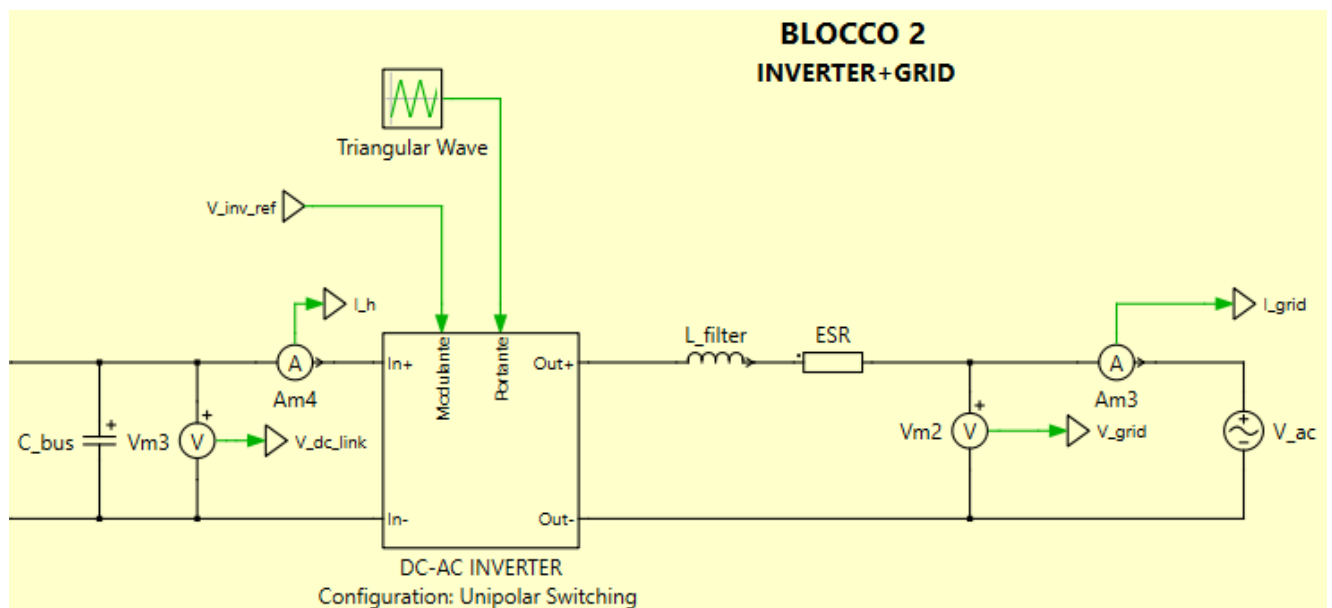 BLOCCO 2
INVERTER+GRID
Triangular Wave
V_inv_ref
I_h
A
Am4
Modulante
Portante
In+
Out+
L_filter
ESR
I_grid
A
Am3
C_bus
+
Vm3
+
V
V_dc_link
Vm2
+
V
V_grid
+
−
V_ac
In-
Out-
DC-AC INVERTER
Configuration: Unipolar Switching